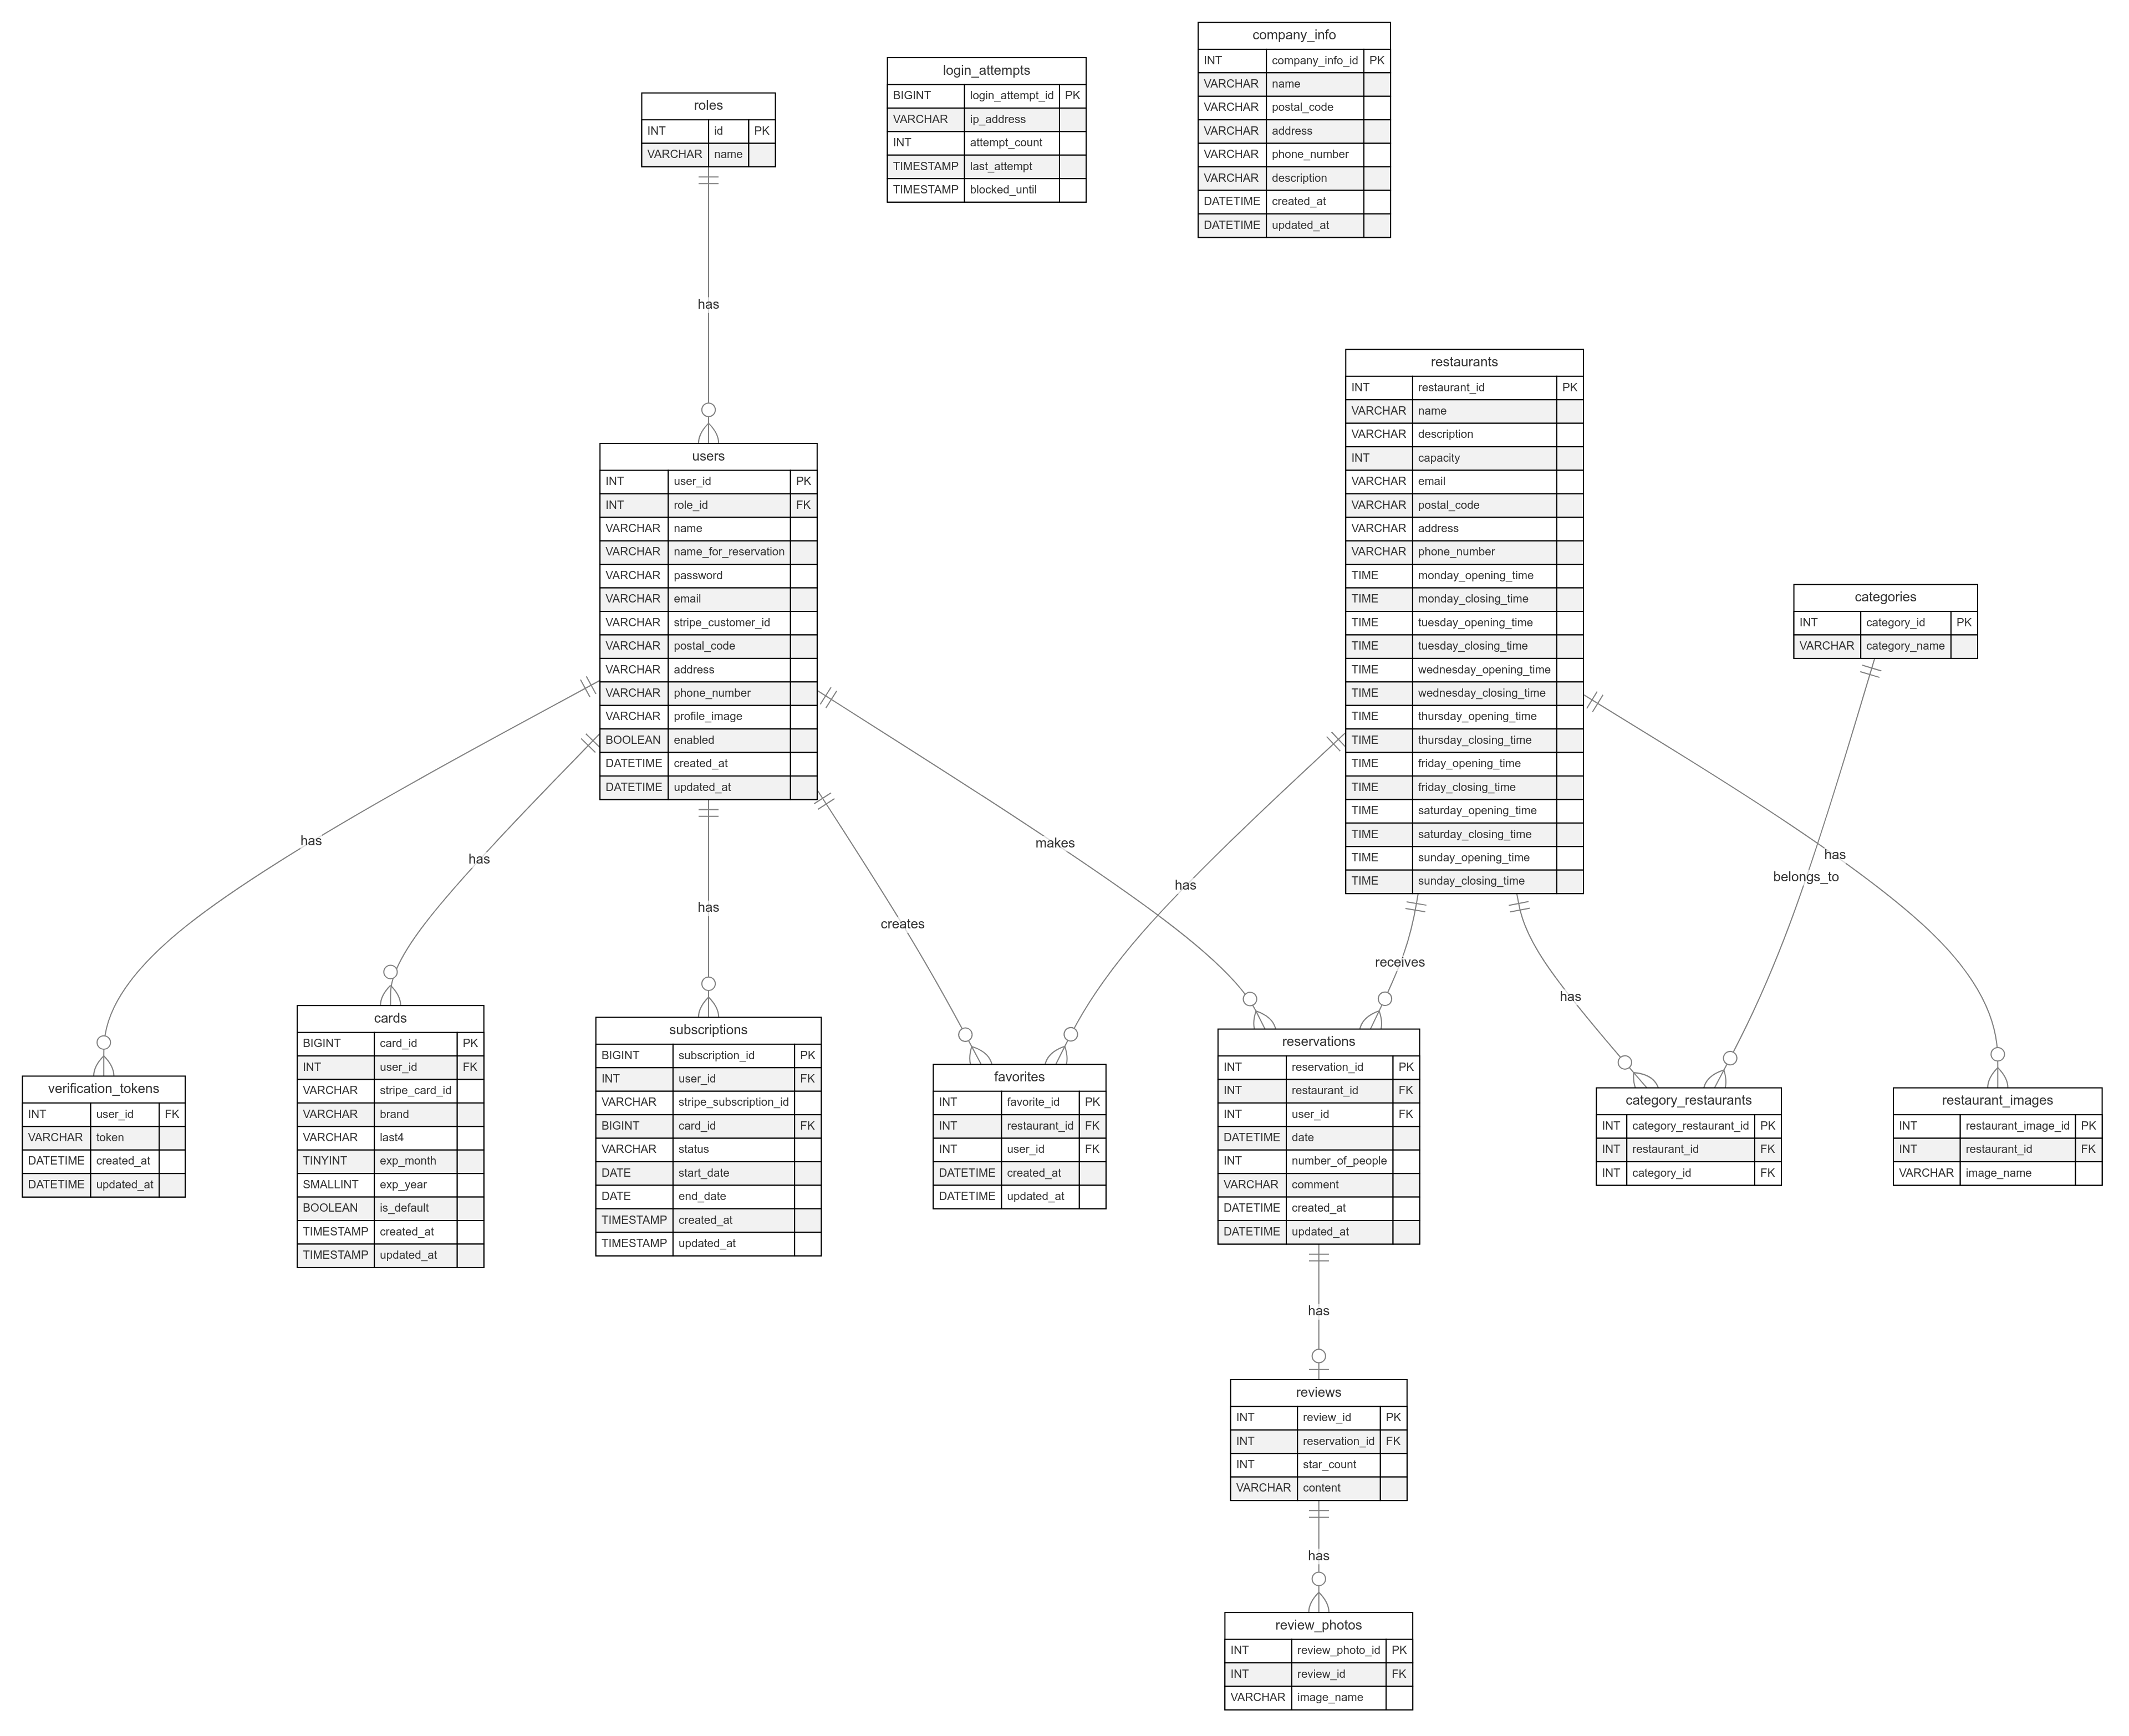 company_info
INT company_info_id PK
VARCHAR name
VARCHAR postal_code
VARCHAR address
VARCHAR phone_number
VARCHAR description
DATETIME created_at
DATETIME updated_at
login_attempts
BIGINT login_attempt_id PK
VARCHAR ip_address
INT attempt_count
TIMESTAMP last_attempt
TIMESTAMP blocked_until
roles
INT id PK
VARCHAR name
has
restaurants
INT restaurant_id PK
VARCHAR name
VARCHAR description
INT capacity
VARCHAR email
VARCHAR postal_code
VARCHAR address
VARCHAR phone_number
TIME monday_opening_time
TIME monday_closing_time
TIME tuesday_opening_time
TIME tuesday_closing_time
TIME wednesday_opening_time
TIME wednesday_closing_time
TIME thursday_opening_time
TIME thursday_closing_time
TIME friday_opening_time
TIME friday_closing_time
TIME saturday_opening_time
TIME saturday_closing_time
TIME sunday_opening_time
TIME sunday_closing_time
users
INT user_id PK
INT role_id FK
VARCHAR name
VARCHAR name_for_reservation
VARCHAR password
VARCHAR email
VARCHAR stripe_customer_id
VARCHAR postal_code
VARCHAR address
VARCHAR phone_number
VARCHAR profile_image
BOOLEAN enabled
DATETIME created_at
DATETIME updated_at
categories
INT category_id PK
VARCHAR category_name
has
has
has
creates
makes
has
receives
has
belongs_to
has
verification_tokens
INT user_id FK
VARCHAR token
DATETIME created_at
DATETIME updated_at
cards
BIGINT card_id PK
INT user_id FK
VARCHAR stripe_card_id
VARCHAR brand
VARCHAR last4
TINYINT exp_month
SMALLINT exp_year
BOOLEAN is_default
TIMESTAMP created_at
TIMESTAMP updated_at
subscriptions
BIGINT subscription_id PK
INT user_id FK
VARCHAR stripe_subscription_id
BIGINT card_id FK
VARCHAR status
DATE start_date
DATE end_date
TIMESTAMP created_at
TIMESTAMP updated_at
favorites
INT favorite_id PK
INT restaurant_id FK
INT user_id FK
DATETIME created_at
DATETIME updated_at
reservations
INT reservation_id PK
INT restaurant_id FK
INT user_id FK
DATETIME date
INT number_of_people
VARCHAR comment
DATETIME created_at
DATETIME updated_at
category_restaurants
INT category_restaurant_id PK
INT restaurant_id FK
INT category_id FK
restaurant_images
INT restaurant_image_id PK
INT restaurant_id FK
VARCHAR image_name
has
reviews
INT review_id PK
INT reservation_id FK
INT star_count
VARCHAR content
has
review_photos
INT review_photo_id PK
INT review_id FK
VARCHAR image_name